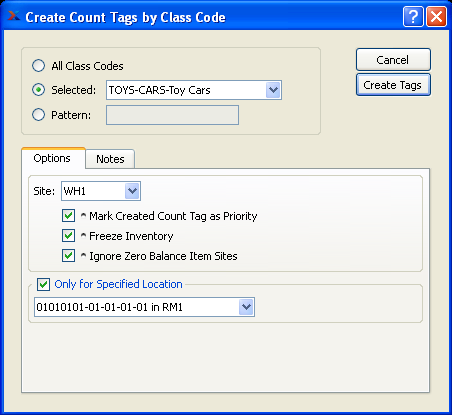 Create Count Tags by Class Code
All Class Codes
Cancel
Selected: TOYS-CARS-Toy Cars
Create Tags
Pattern:
Options Notes
Site: WH1
^ Mark Created Count Tag as Priority
^ Freeze Inventory
^ Ignore Zero Balance Item Sites
Only for Specified Location
01010101-01-01-01-01 in RM1